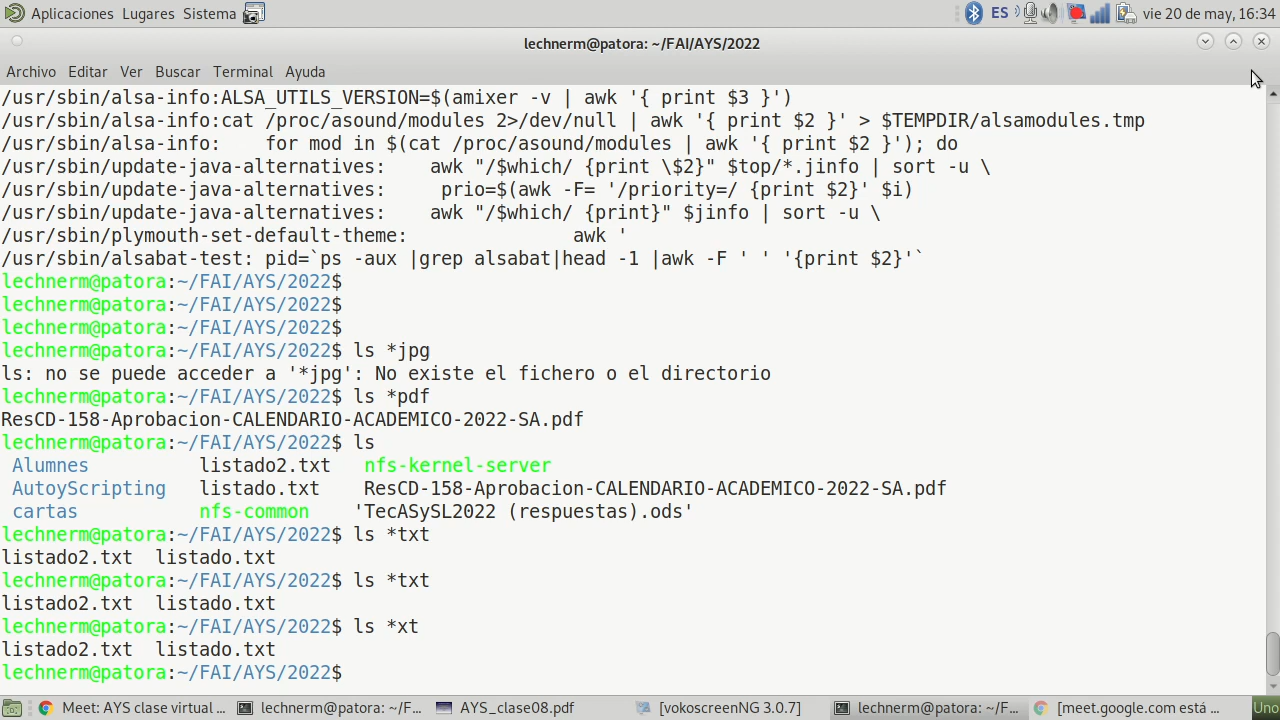 Aplicaciones Lugares Sistema ES vie 20 de may, 16:34
lechnerm@patora: ~/FAI/AYS/2022
Archivo Editar Ver Buscar Terminal Ayuda
/usr/sbin/alsa-info:ALSA_UTILS_VERSION=$(amixer -v | awk '{ print $3 }')
/usr/sbin/alsa-info:cat /proc/asound/modules 2>/dev/null | awk '{ print $2 }' > $TEMPDIR/alsamodules.tmp
/usr/sbin/alsa-info:    for mod in $(cat /proc/asound/modules | awk '{ print $2 }'); do
/usr/sbin/update-java-alternatives:    awk "/$which/ {print \$2}" $top/*.jinfo | sort -u \
/usr/sbin/update-java-alternatives:     prio=$(awk -F= '/priority=/ {print $2}' $i)
/usr/sbin/update-java-alternatives:    awk "/$which/ {print}" $jinfo | sort -u \
/usr/sbin/plymouth-set-default-theme:               awk '
/usr/sbin/alsabat-test: pid=`ps -aux |grep alsabat|head -1 |awk -F ' ' '{print $2}'`
lechnerm@patora:~/FAI/AYS/2022$
lechnerm@patora:~/FAI/AYS/2022$
lechnerm@patora:~/FAI/AYS/2022$
lechnerm@patora:~/FAI/AYS/2022$ ls *jpg
ls: no se puede acceder a '*jpg': No existe el fichero o el directorio
lechnerm@patora:~/FAI/AYS/2022$ ls *pdf
ResCD-158-Aprobacion-CALENDARIO-ACADEMICO-2022-SA.pdf
lechnerm@patora:~/FAI/AYS/2022$ ls
 Alumnes          listado2.txt   nfs-kernel-server
 AutoyScripting   listado.txt    ResCD-158-Aprobacion-CALENDARIO-ACADEMICO-2022-SA.pdf
 cartas           nfs-common    'TecASySL2022 (respuestas).ods'
lechnerm@patora:~/FAI/AYS/2022$ ls *txt
listado2.txt  listado.txt
lechnerm@patora:~/FAI/AYS/2022$ ls *txt
listado2.txt  listado.txt
lechnerm@patora:~/FAI/AYS/2022$ ls *xt
listado2.txt  listado.txt
lechnerm@patora:~/FAI/AYS/2022$
Meet: AYS clase virtual ... lechnerm@patora: ~/F... AYS_clase08.pdf [vokoscreenNG 3.0.7] lechnerm@patora: ~/F... [meet.google.com está ... Uno